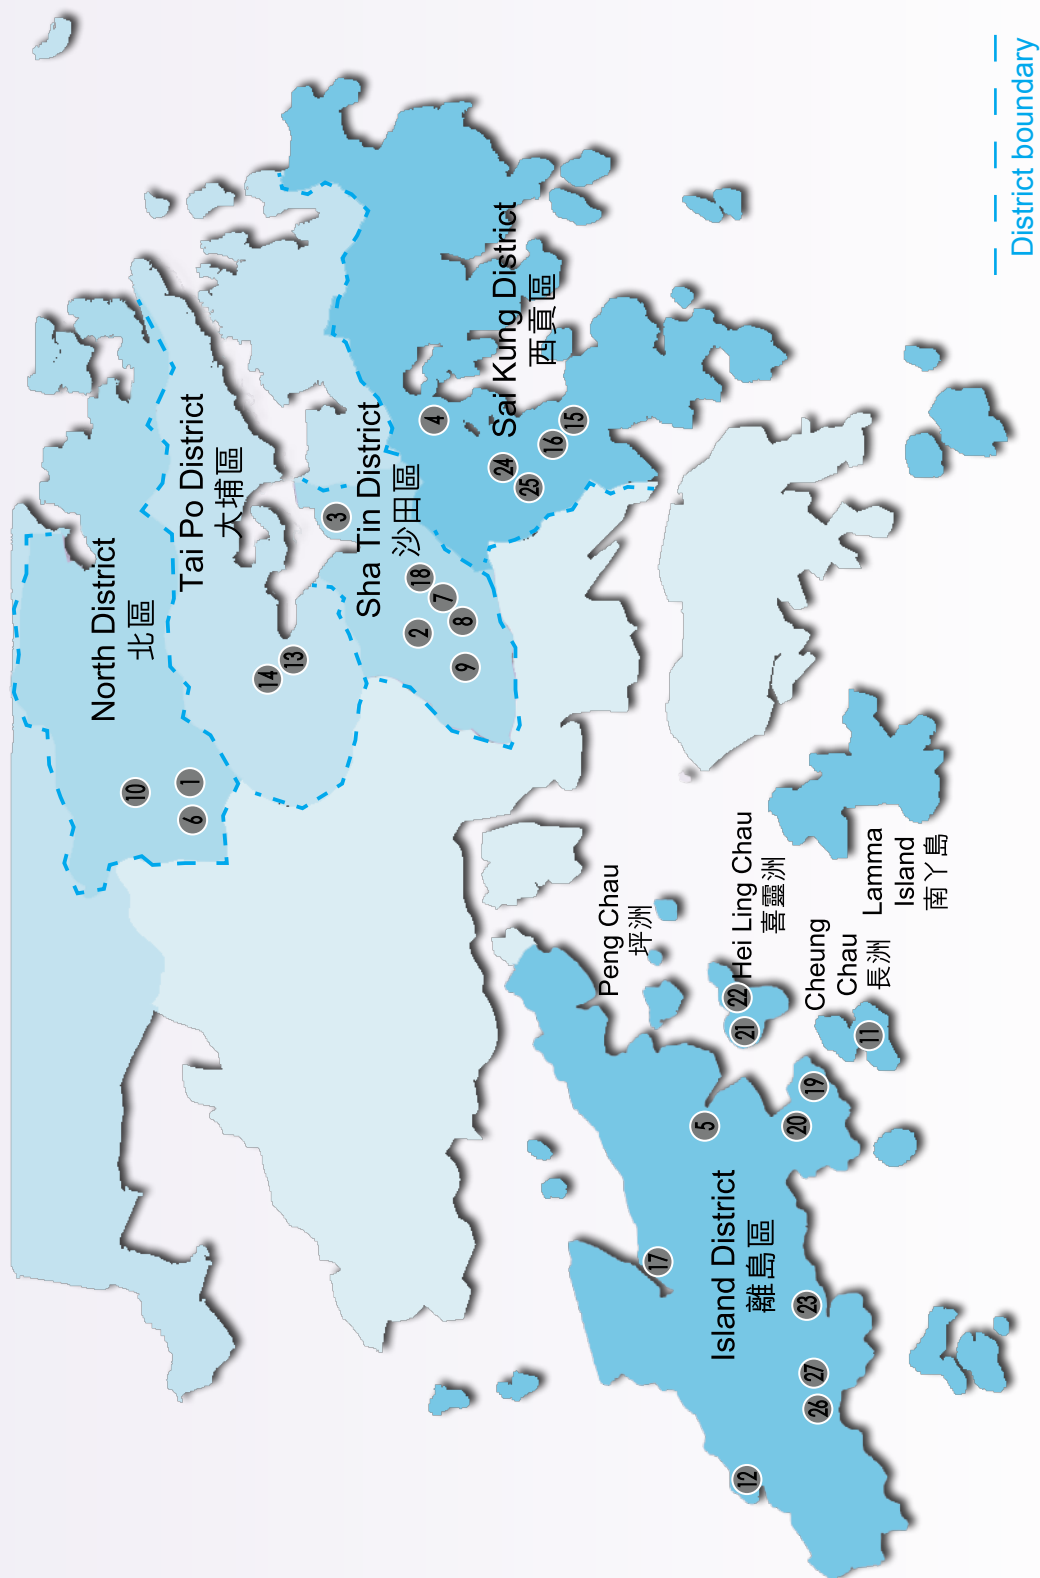 North District
北區
Tai Po District
大埔區
Sha Tin District
沙田區
Sai Kung District
西貢區
10
1
6
14
13
3
18
7
2
8
9
4
24
25
16
15
Peng Chau
坪洲
Hei Ling Chau
喜靈洲
22
21
Cheung
Chau
長洲
11
Lamma
Island
南丫島
Island District
離島區
5
19
20
17
23
27
26
12
District boundary